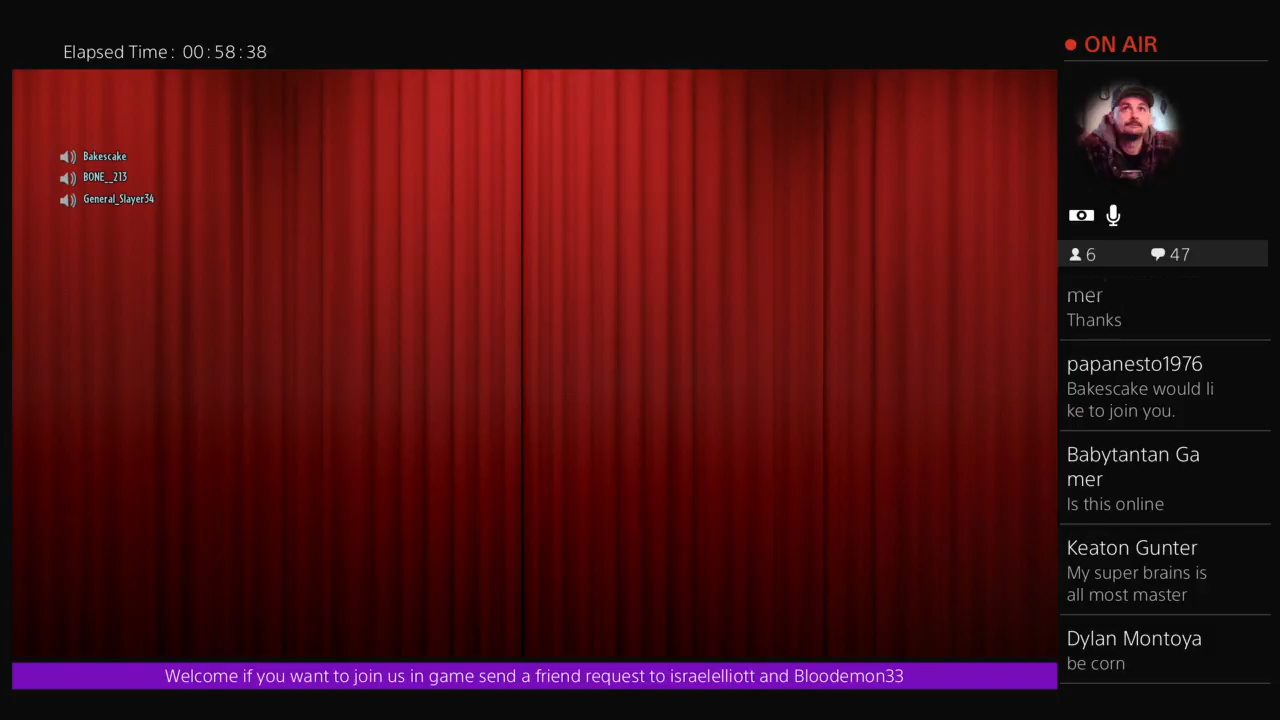 Elapsed Time: 00:58:38
ON AIR
Bakescake
BONE__213
General_Slayer34
6 47
mer
Thanks
papanesto1976
Bakescake would li
ke to join you.
Babytantan Ga
mer
Is this online
Keaton Gunter
My super brains is
all most master
Dylan Montoya
be corn
Welcome if you want to join us in game send a friend request to israelelliott and Bloodemon33